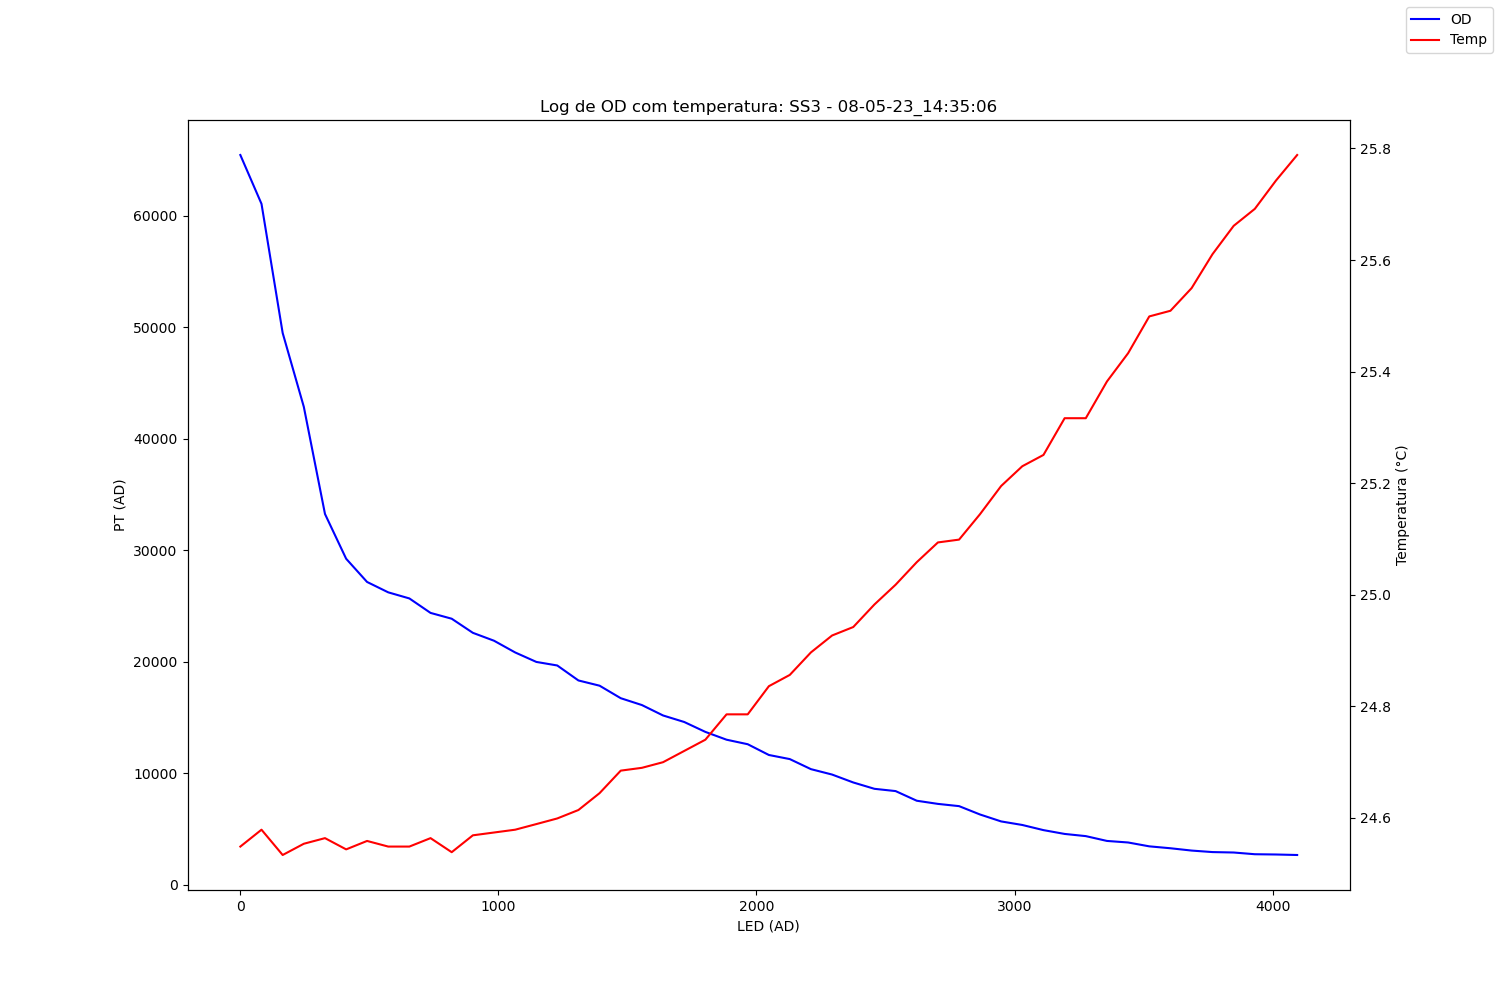 OD
Temp
Log de OD com temperatura: SS3 - 08-05-23_14:35:06
60000
50000
40000
30000
20000
10000
0
PT (AD)
25.8
25.6
25.4
25.2
25.0
24.8
24.6
Temperatura (°C)
0 1000 2000 3000 4000
LED (AD)